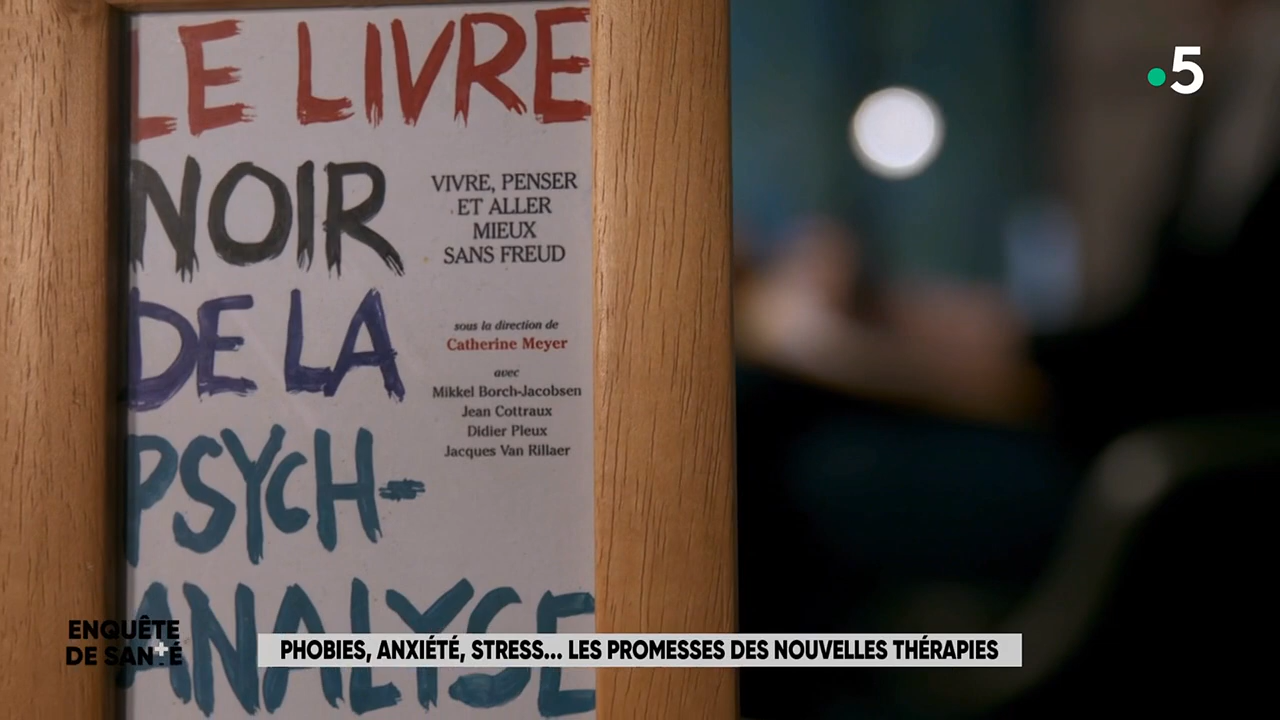 LE LIVRE
NOIR
DE LA
PSYCH-
ANALYSE
VIVRE, PENSER
ET ALLER
MIEUX
SANS FREUD
sous la direction de
Catherine Meyer
avec
Mikkel Borch-Jacobsen
Jean Cottraux
Didier Pleux
Jacques Van Rillaer
5
ENQUÊTE
DE SANTÉ
PHOBIES, ANXIÉTÉ, STRESS... LES PROMESSES DES NOUVELLES THÉRAPIES